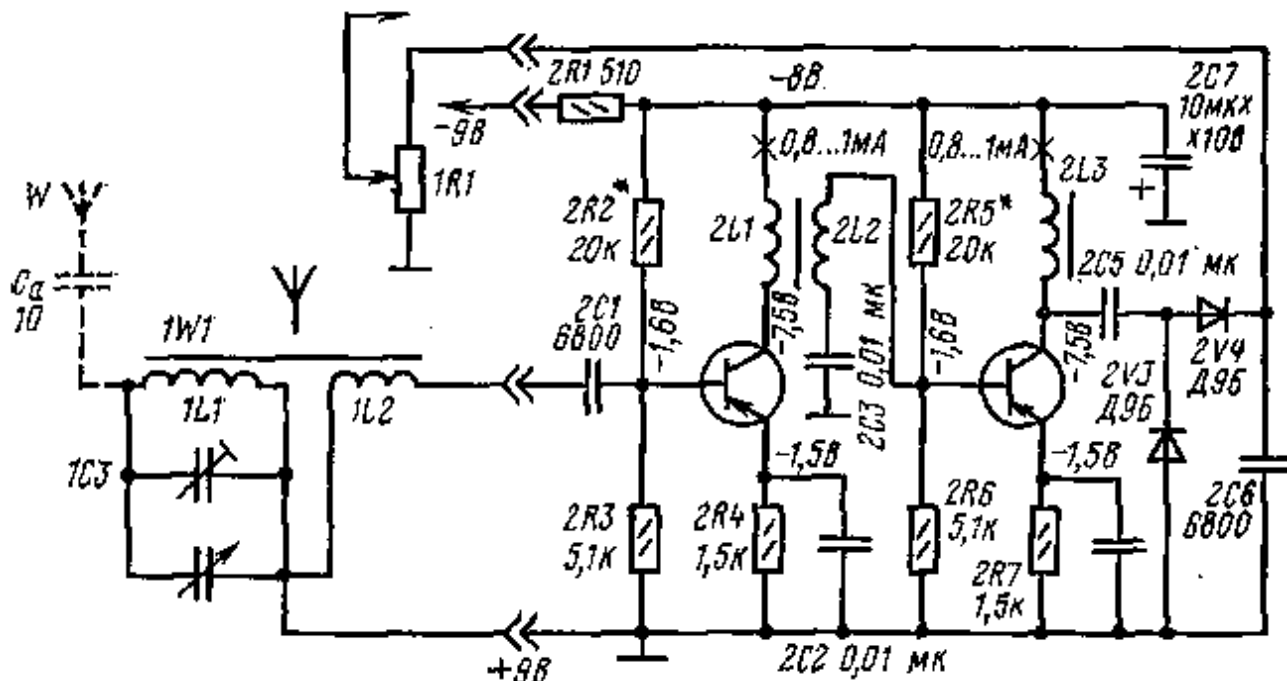 2R1 510
-8В
2С7
10мк×
×10В
-9В
0,8...1мА
0,8...1мА
1R1
W
2R2*
20к
2L1
2L2
2R5*
20к
2L3
+
Cа
10
2С5 0,01 мк
1W1
2С1
6800
-1,6В
-7,5В
2С3 0,01 мк
-1,6В
-7,5В
2V4
Д9Б
2V3
Д9Б
1L1
1L2
1С3
-1,5В
-1,5В
2R3
5,1к
2R4
1,5к
2R6
5,1к
2R7
1,5к
2С6
6800
+9В
2С2 0,01 мк